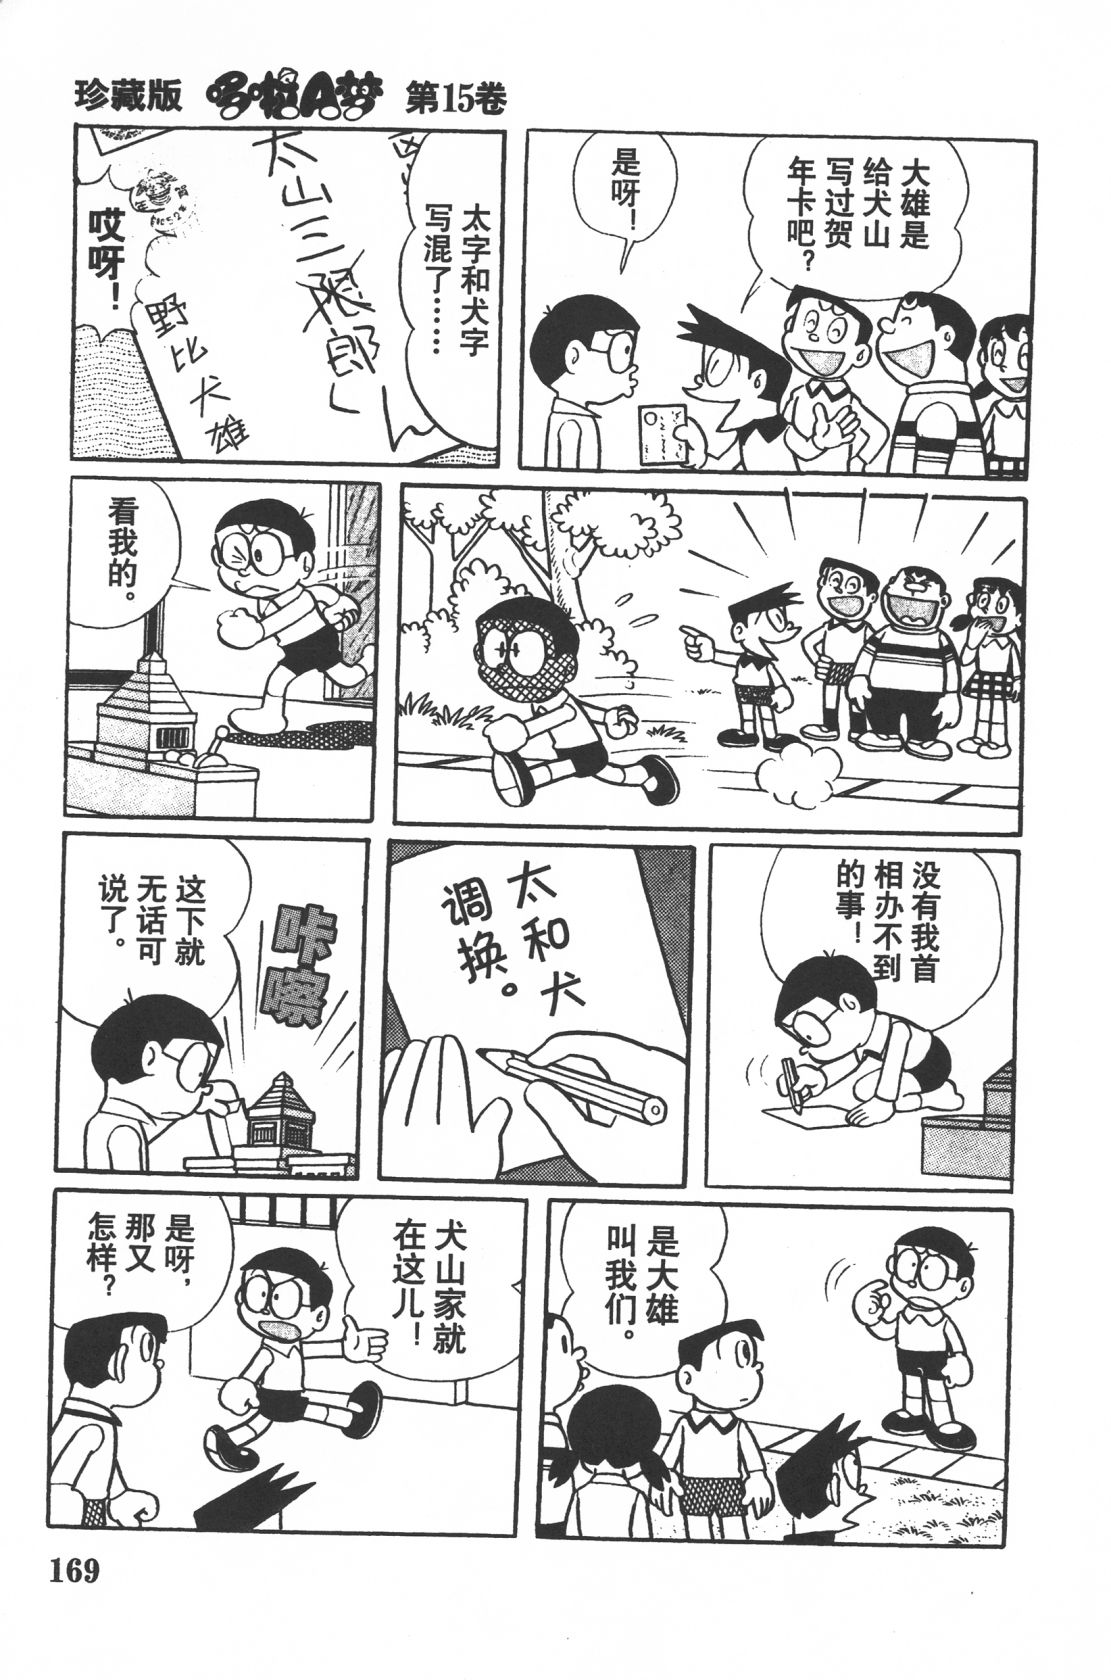 珍藏版 哆啦A梦 第15卷
大雄是
给犬山
写过贺
年卡吧?
是呀!
太字和犬字
写混了……
太山三
郎
野比犬雄
哎呀!
看我的。
没有我首
相办不到
的事!
太和犬
调换。
咔嚓
这下就
无话可
说了。
是大雄
叫我们。
犬山家就
在这儿!
是呀,
那又
怎样?
169